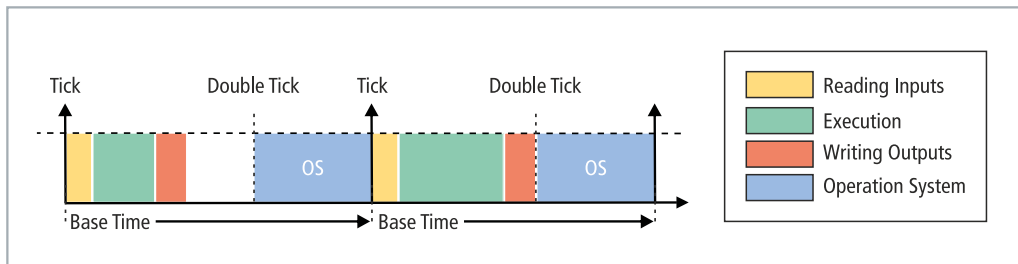 Tick
Double Tick
Tick
Double Tick
OS
OS
Base Time
Base Time
Reading Inputs
Execution
Writing Outputs
Operation System